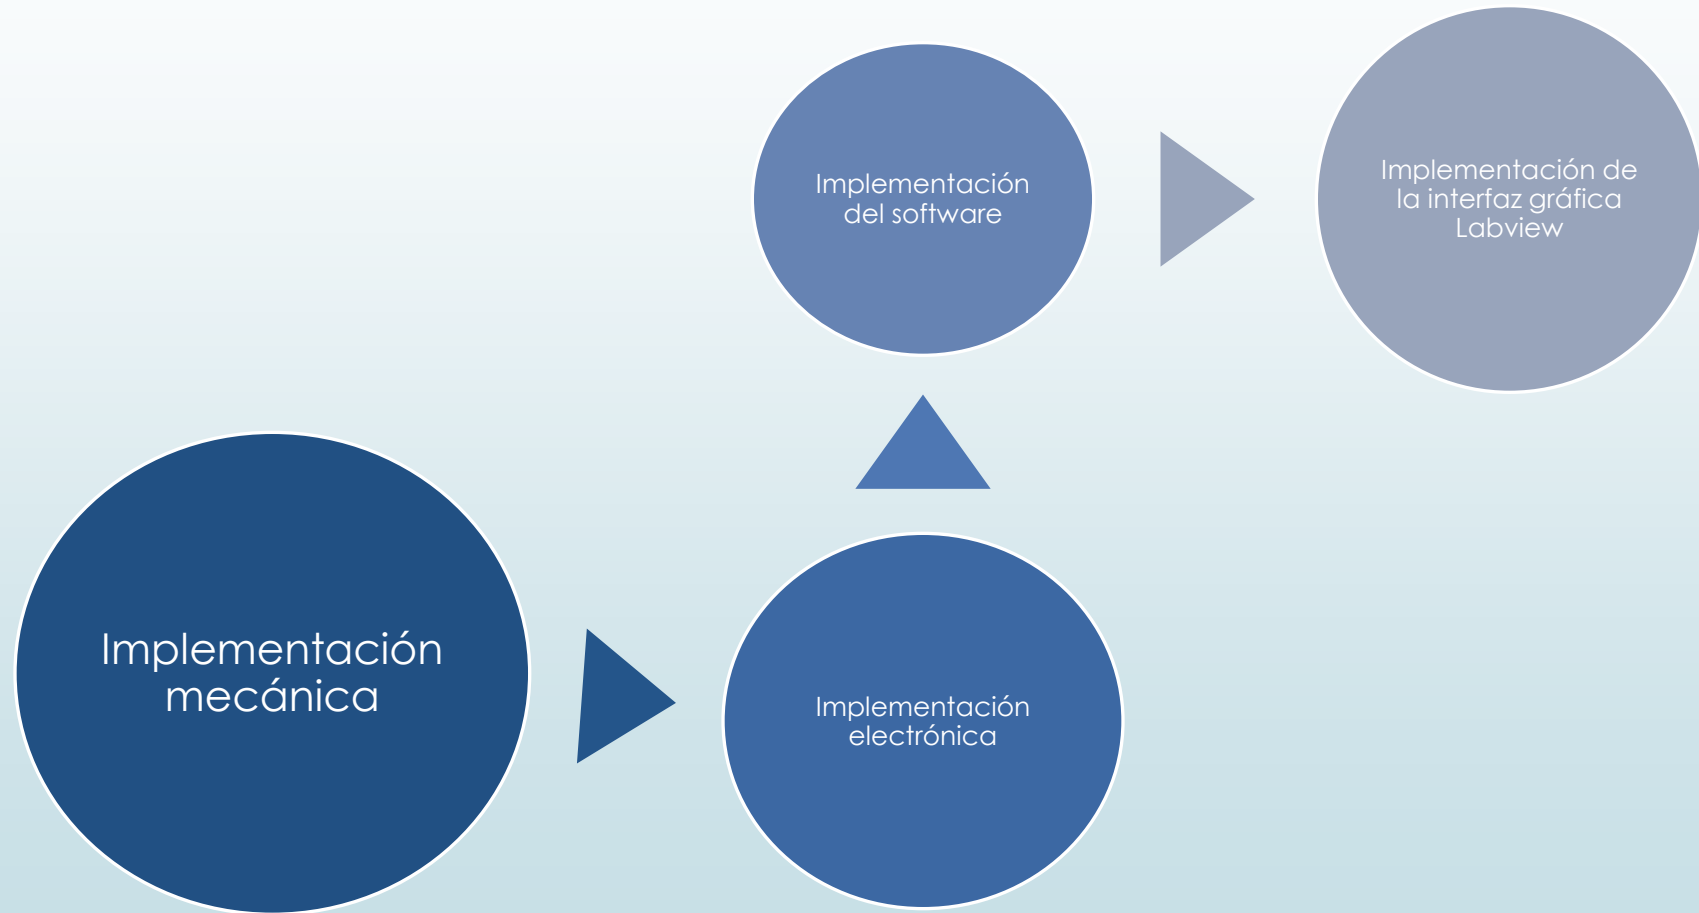 Implementación
mecánica
Implementación
electrónica
Implementación
del software
Implementación de
la interfaz gráfica
Labview